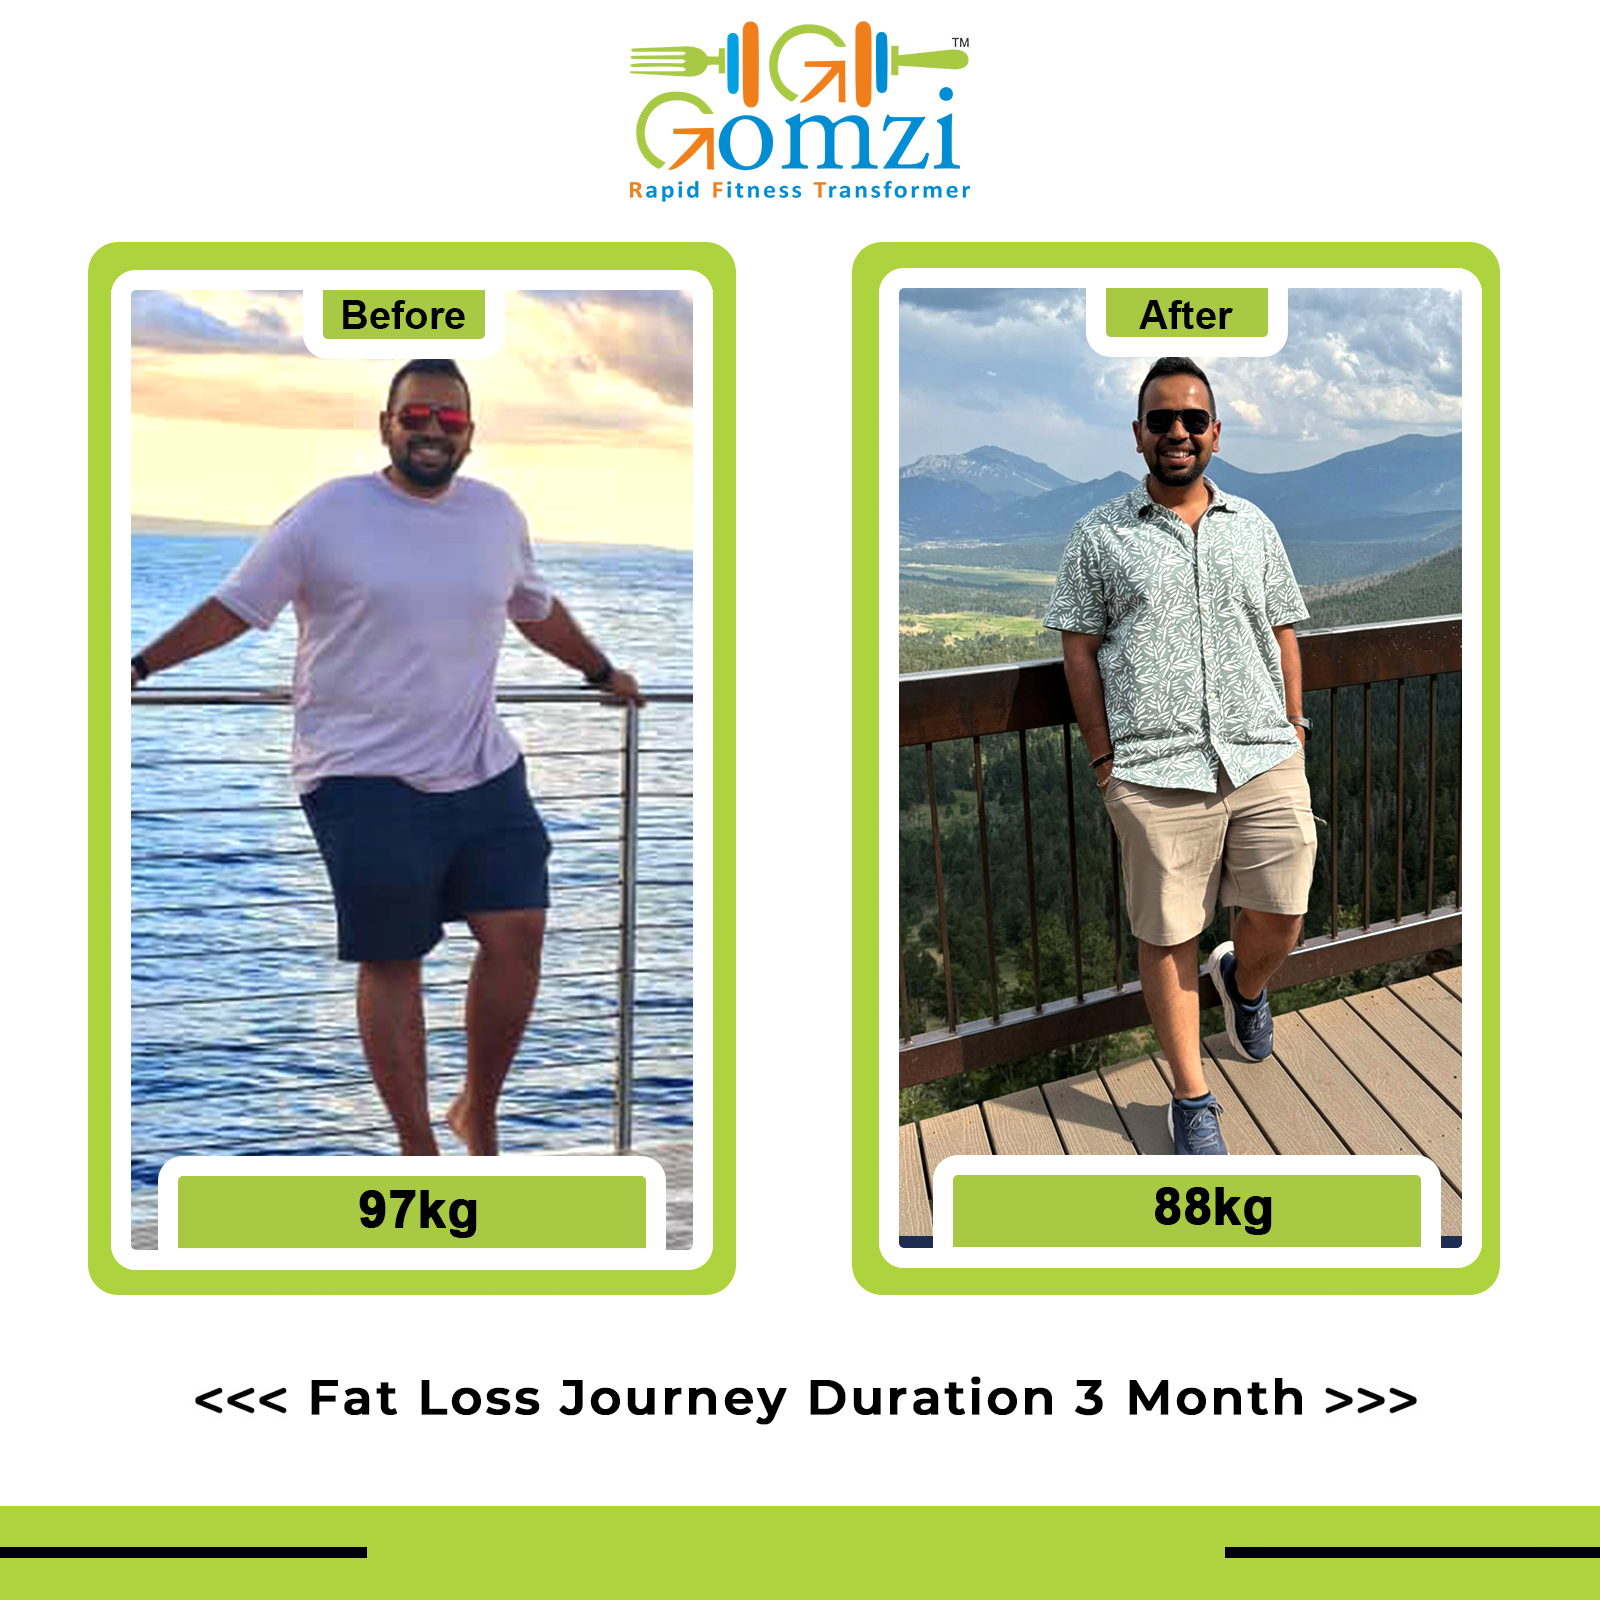 G
TM
Gomzi
Rapid Fitness Transformer
Before
After
97kg
88kg
<<< Fat Loss Journey Duration 3 Month >>>